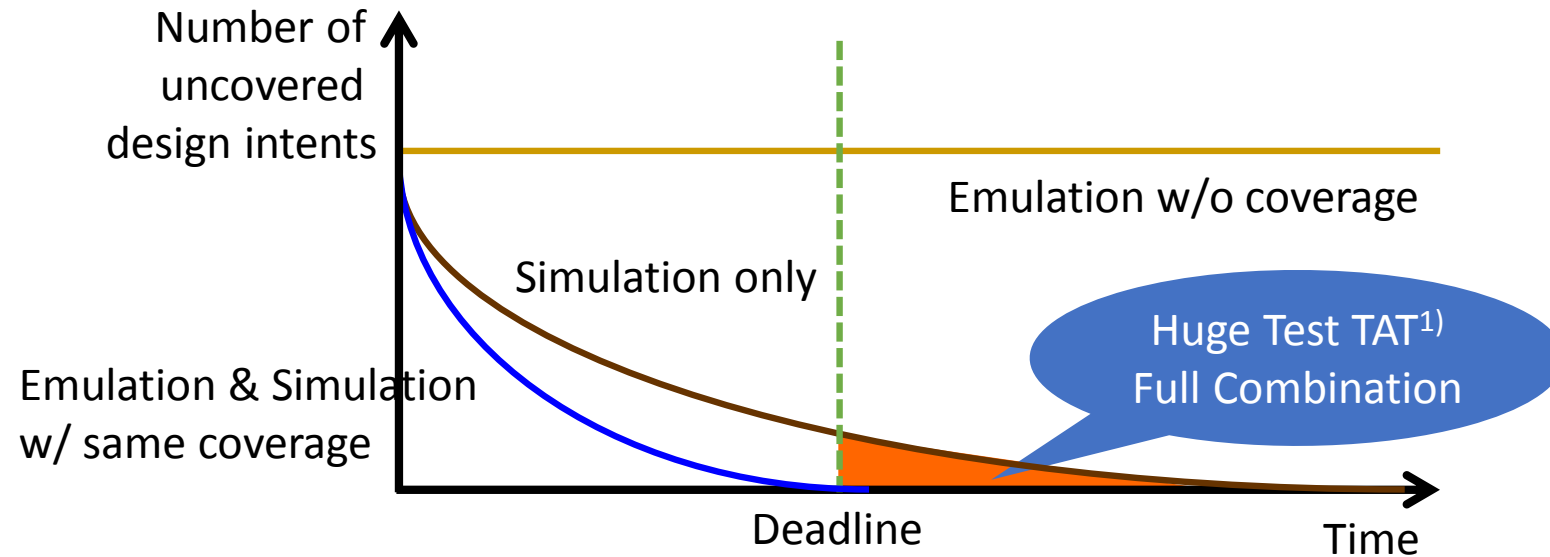 Number of
uncovered
design intents
Emulation w/o coverage
Simulation only
Huge Test TAT1)
Full Combination
Emulation & Simulation
w/ same coverage
Deadline
Time